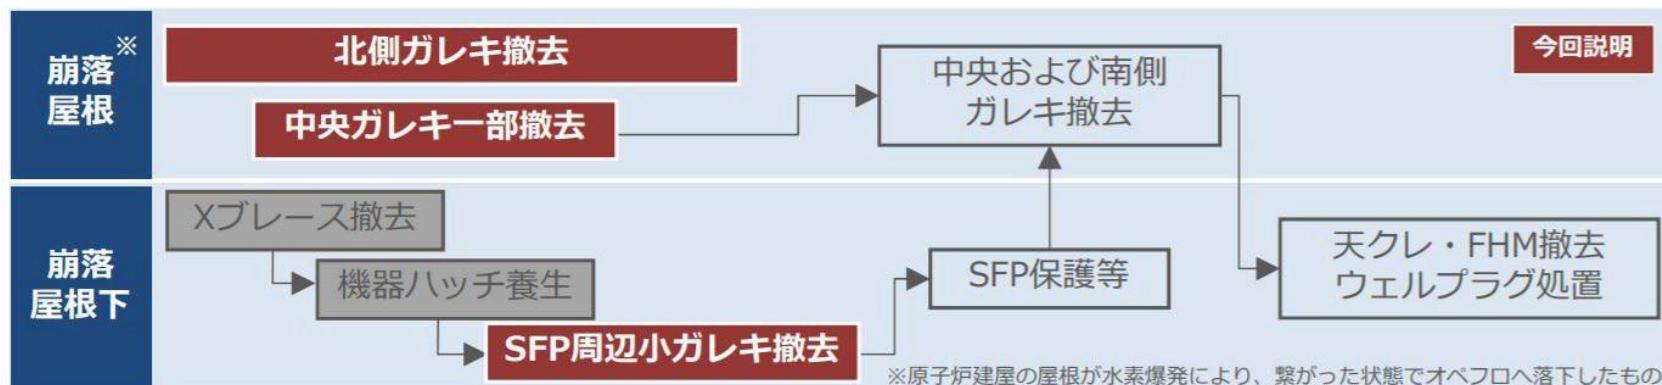 崩落※
屋根
北側ガレキ撤去
中央ガレキ一部撤去
中央および南側
ガレキ撤去
今回説明
崩落
屋根下
Xブレース撤去
機器ハッチ養生
SFP周辺小ガレキ撤去
SFP保護等
天クレ・FHM撤去
ウェルプラグ処置
※原子炉建屋の屋根が水素爆発により、繋がった状態でオペフロへ落下したもの